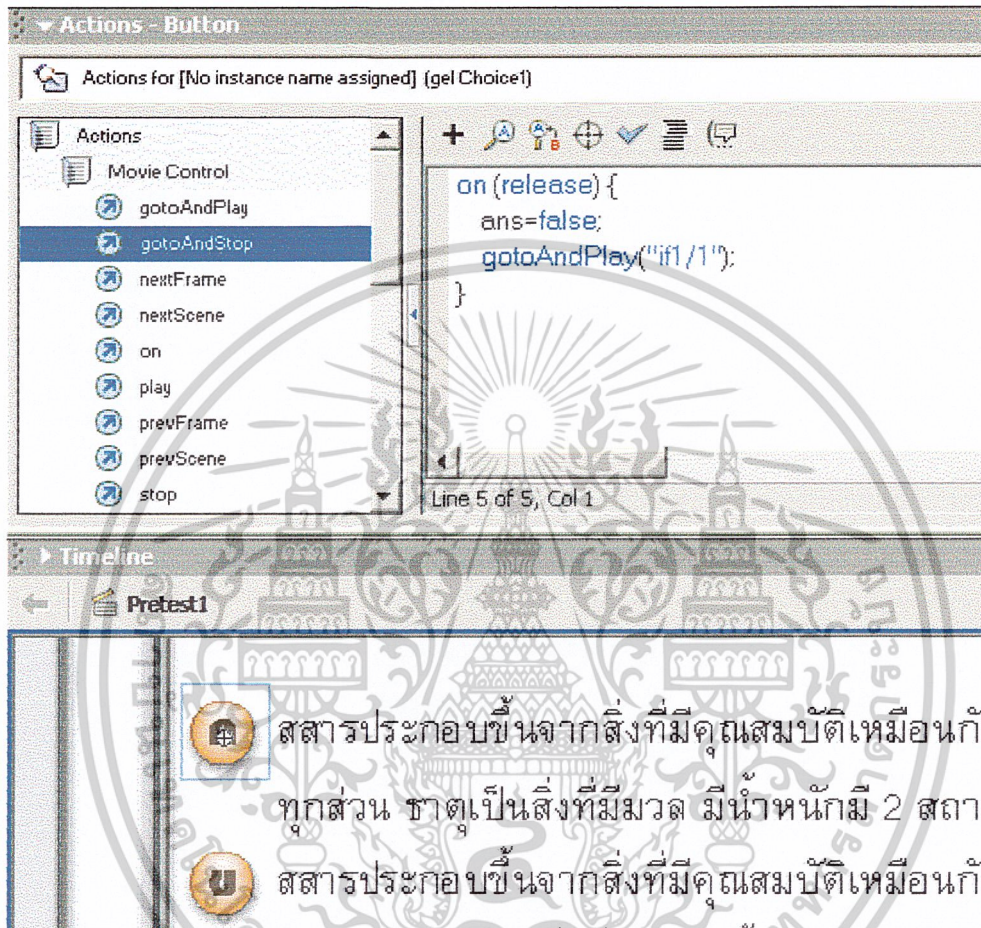 Actions - Button
Actions for [No instance name assigned] (gel Choice1)
Actions
Movie Control
gotoAndPlay
gotoAndStop
nextFrame
nextScene
on
play
prevFrame
prevScene
stop
on (release) {
ans=false;
gotoAndPlay("if1/1");
}
Line 5 of 5, Col 1
Timeline
Pretest1
ก สสารประกอบขึ้นจากสิ่งที่มีคุณสมบัติเหมือนกั
ทุกส่วน ธาตุเป็นสิ่งที่มีมวล มีน้ำหนักมี 2 สถา
ข สสารประกอบขึ้นจากสิ่งที่มีคุณสมบัติเหมือนกั